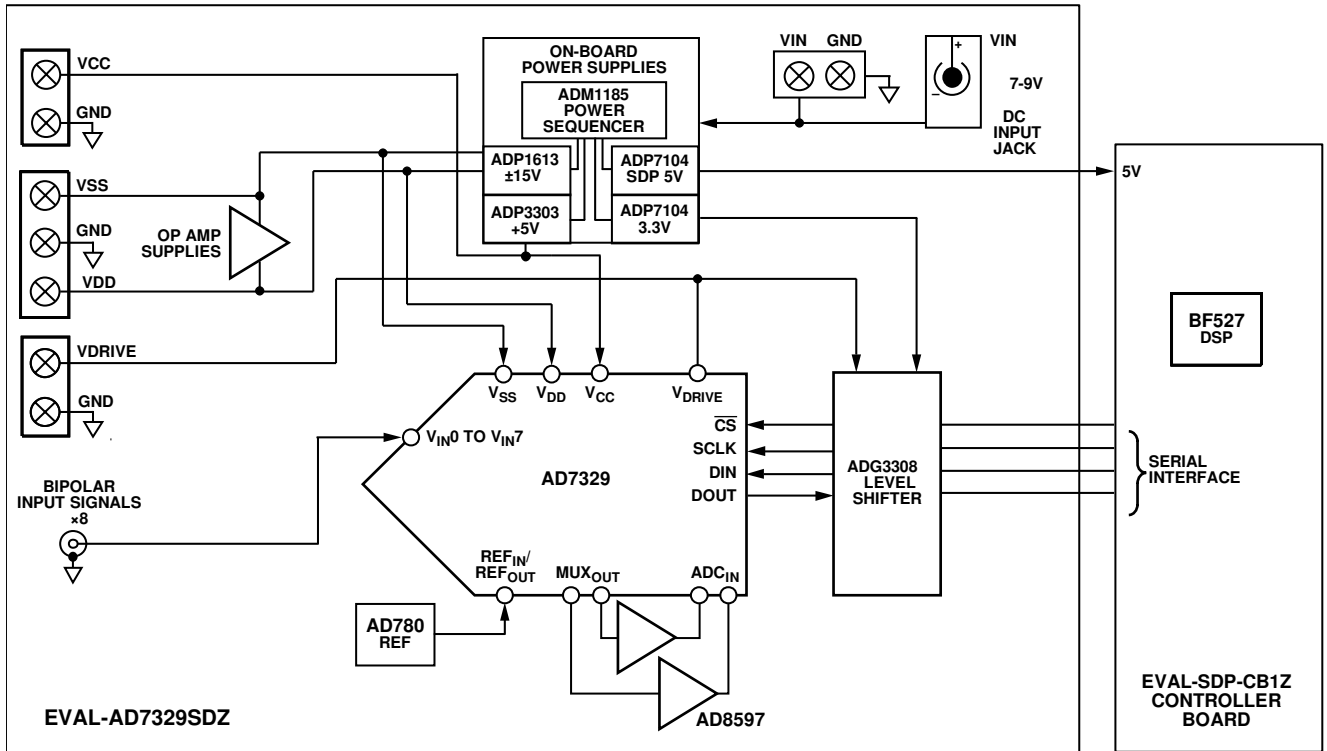 VCC
GND
VSS
GND
VDD
OP AMP
SUPPLIES
VDRIVE
GND
BIPOLAR
INPUT SIGNALS
×8
ON-BOARD
POWER SUPPLIES
ADM1185
POWER
SEQUENCER
ADP1613
±15V
ADP7104
SDP 5V
ADP3303
+5V
ADP7104
3.3V
VIN GND
+
−
VIN
7-9V
DC
INPUT
JACK
5V
BF527
DSP
VSS VDD VCC VDRIVE
VIN0 TO VIN7
AD7329
CS
SCLK
DIN
DOUT
ADG3308
LEVEL
SHIFTER
SERIAL
INTERFACE
REFIN/
REFOUT
MUXOUT
ADCIN
AD780
REF
AD8597
EVAL-AD7329SDZ
EVAL-SDP-CB1Z
CONTROLLER
BOARD